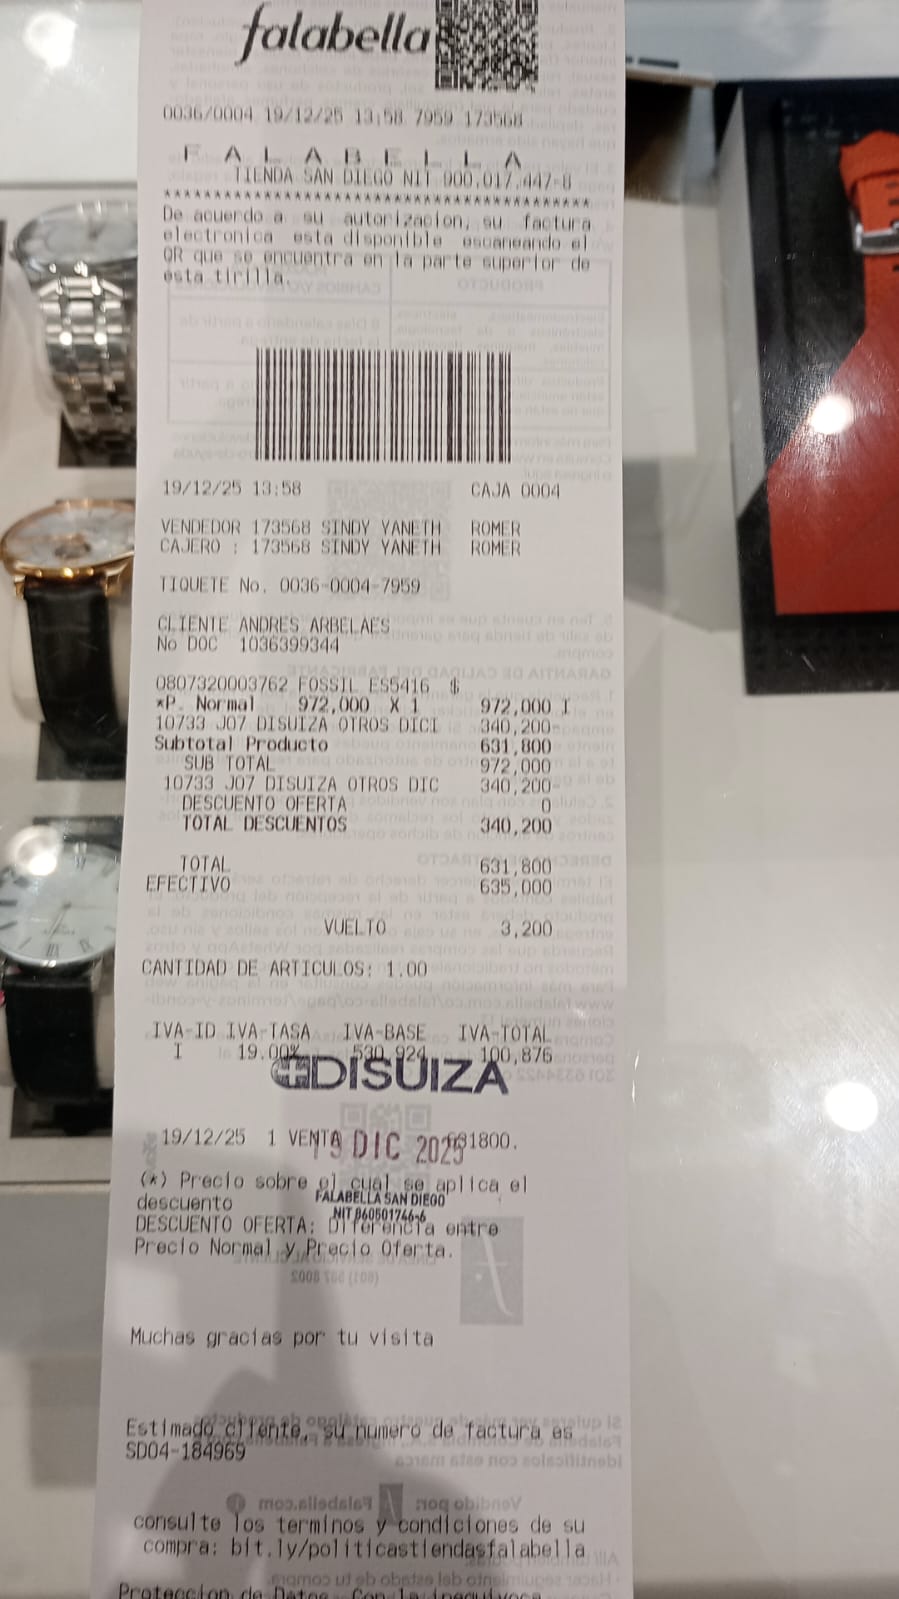 falabella
0036/0004 19/12/25 13:58 7959 173568
F A L A B E L L A
TIENDA SAN DIEGO NIT 900.017.447-8
****************************************
De acuerdo a su autorizacion, su factura
electronica esta disponible escaneando el
QR que se encuentra en la parte superior de
esta tirilla.
19/12/25 13:58 CAJA 0004
VENDEDOR 173568 SINDY YANETH ROMER
CAJERO : 173568 SINDY YANETH ROMER
TIQUETE No. 0036-0004-7959
CLIENTE ANDRES ARBELAES
No DOC 1036399344
0807320003762 FOSSIL ES5416 $
*P. Normal 972,000 X 1 972,000 I
10733 J07 DISUIZA OTROS DICI 340,200-
Subtotal Producto 631,800
SUB TOTAL 972,000
10733 J07 DISUIZA OTROS DIC 340,200-
DESCUENTO OFERTA 0
TOTAL DESCUENTOS 340,200
TOTAL 631,800
EFECTIVO 635,000
VUELTO 3,200
CANTIDAD DE ARTICULOS: 1.00
IVA-ID IVA-TASA IVA-BASE IVA-TOTAL
I 19.00% 530,924 100,876
DISUIZA
19/12/25 1 VENTA 631800.
19 DIC 2025
(*) Precio sobre el cual se aplica el
descuento
FALABELLA SAN DIEGO
NIT 860501746-6
DESCUENTO OFERTA: Diferencia entre
Precio Normal y Precio Oferta.
Muchas gracias por tu visita
Estimado cliente, su numero de factura es
SD04-184969
consulte los terminos y condiciones de su
compra: bit.ly/politicastiendasfalabella
Proteccion de Datos. Con la inequivoca